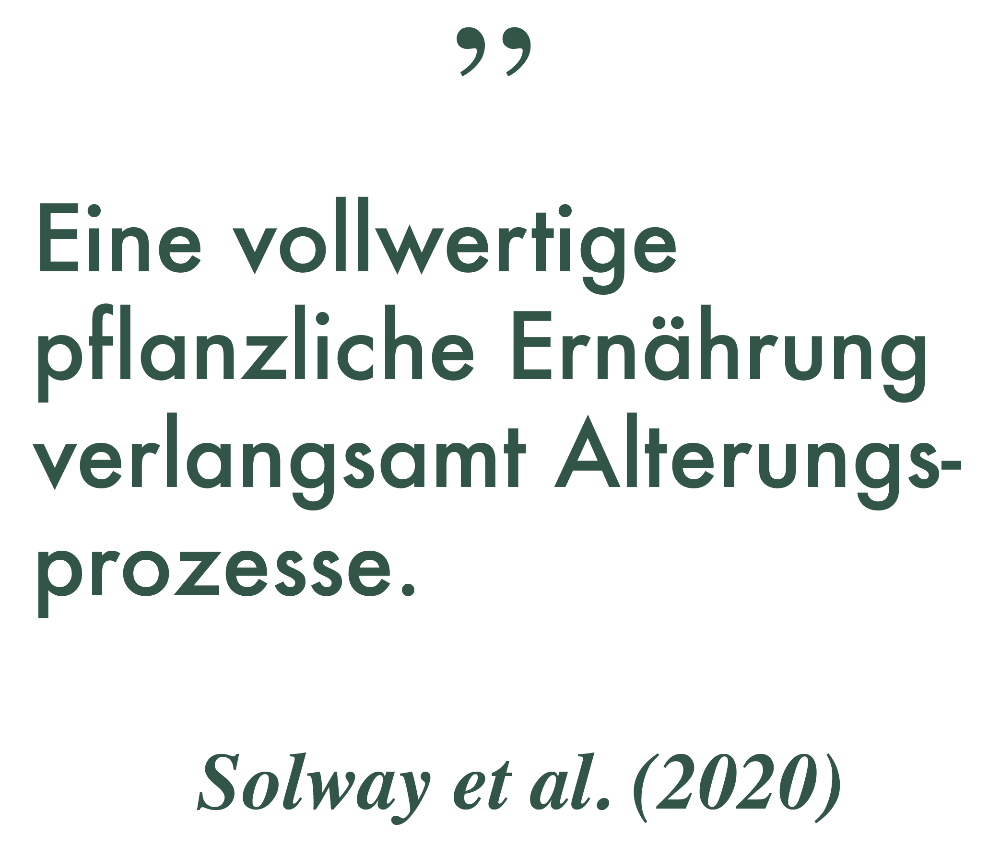 ”
Eine vollwertige
pflanzliche Ernährung
verlangsamt Alterungs-
prozesse.
Solway et al. (2020)